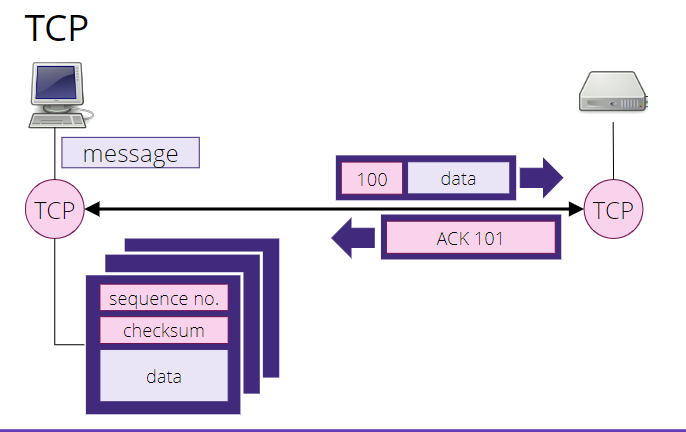 TCP
message
100 data
TCP TCP
ACK 101
sequence no.
checksum
data